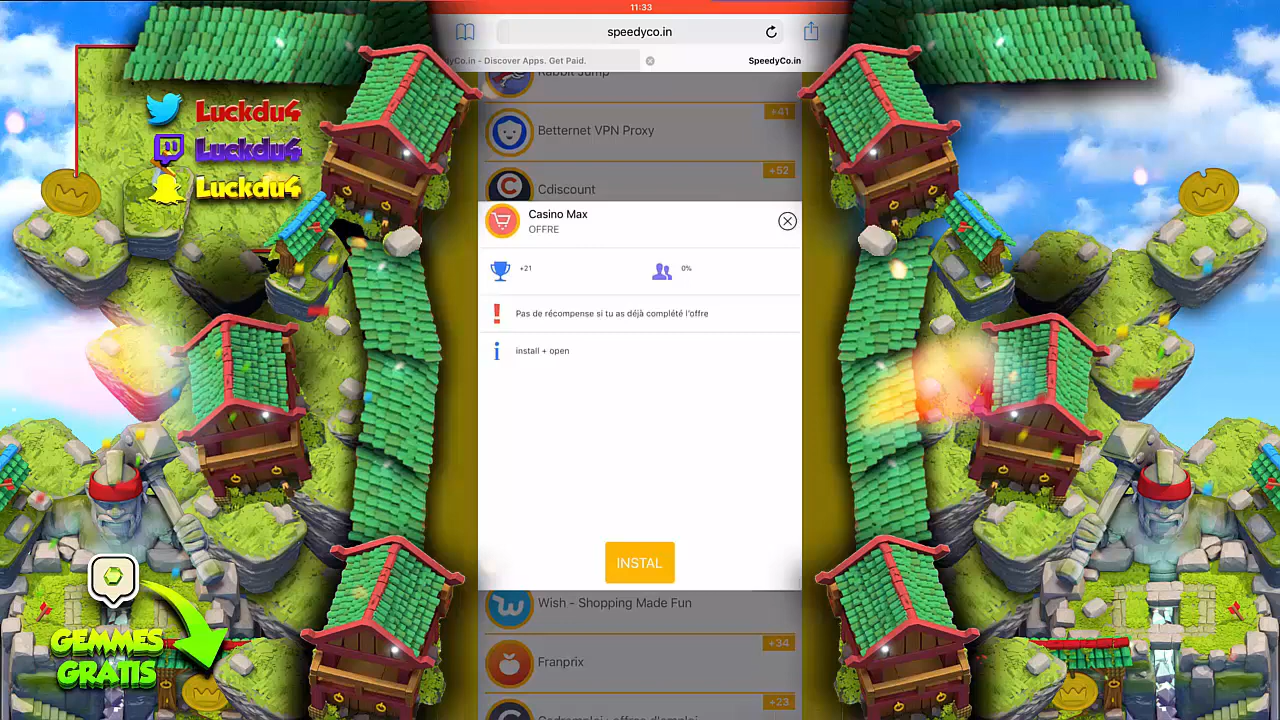 11:33
speedyco.in
dyCo.in - Discover Apps. Get Paid.
SpeedyCo.in
Rabbit Jump
+41
Betternet VPN Proxy
+52
Cdiscount
Casino Max
OFFRE
+21
0%
Pas de récompense si tu as déjà complété l'offre
install + open
INSTAL
Wish - Shopping Made Fun
+34
Franprix
+23
Luckdu4
Luckdu4
Luckdu4
GEMMES
GRATIS